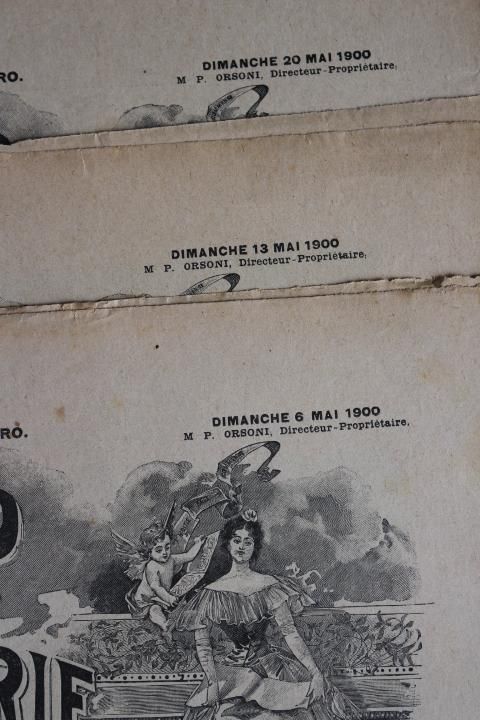 DIMANCHE 20 MAI 1900
RO.
M P. ORSONI, Directeur-Propriétaire,
DIMANCHE 13 MAI 1900
M P. ORSONI, Directeur-Propriétaire,
DIMANCHE 6 MAI 1900
RO.
M P. ORSONI, Directeur-Propriétaire,
RIE